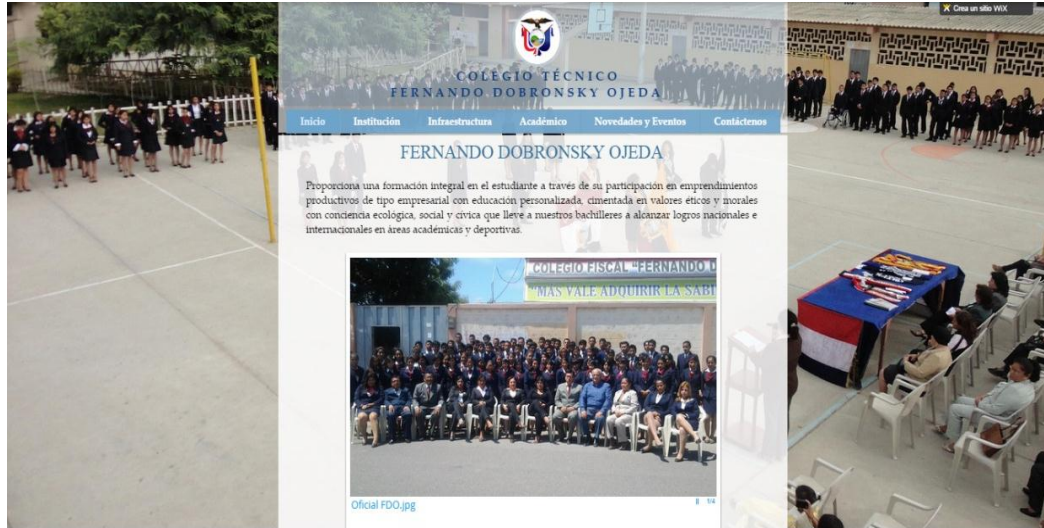 Crea un sitio WiX
COLEGIO TÉCNICO
FERNANDO DOBRONSKY OJEDA
Inicio Institución Infraestructura Académico Novedades y Eventos Contáctenos
FERNANDO DOBRONSKY OJEDA
Proporciona una formación integral en el estudiante a través de su participación en emprendimientos
productivos de tipo empresarial con educación personalizada, cimentada en valores éticos y morales
con conciencia ecológica, social y cívica que lleve a nuestros bachilleres a alcanzar logros nacionales e
internacionales en áreas académicas y deportivas.
COLEGIO FISCAL "FERNANDO D
"MAS VALE ADQUIRIR LA SABI
Oficial FDO.jpg
1/4